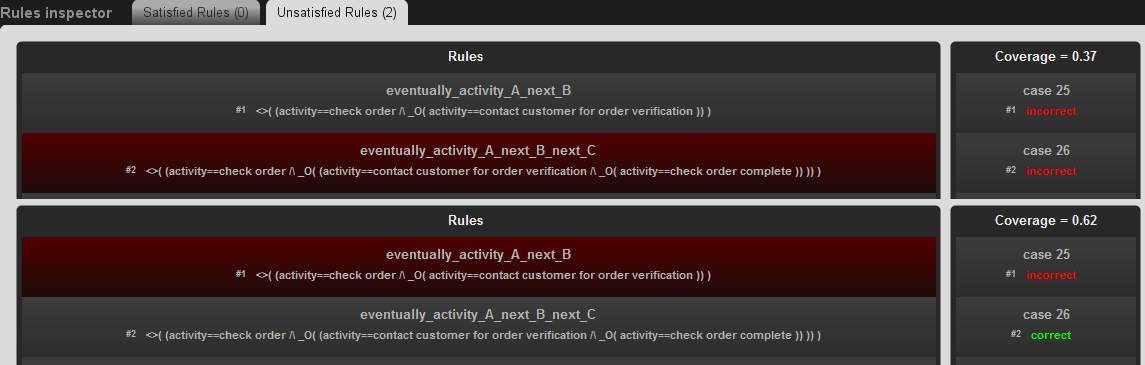 Rules inspector Satisfied Rules (0) Unsatisfied Rules (2)
Rules Coverage = 0.37
eventually_activity_A_next_B case 25
#1 <>( (activity==check order /\ _O( activity==contact customer for order verification )) ) #1 incorrect
eventually_activity_A_next_B_next_C case 26
#2 <>( (activity==check order /\ _O( (activity==contact customer for order verification /\ _O( activity==check order complete )) )) ) #2 incorrect
Rules Coverage = 0.62
eventually_activity_A_next_B case 25
#1 <>( (activity==check order /\ _O( activity==contact customer for order verification )) ) #1 incorrect
eventually_activity_A_next_B_next_C case 26
#2 <>( (activity==check order /\ _O( (activity==contact customer for order verification /\ _O( activity==check order complete )) )) ) #2 correct